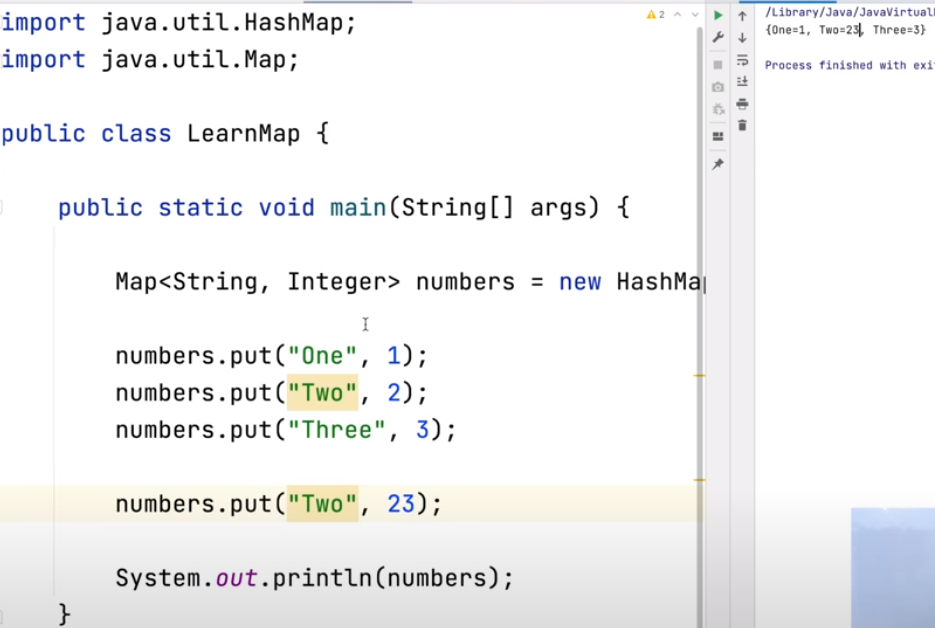 import java.util.HashMap;
import java.util.Map;
public class LearnMap {
public static void main(String[] args) {
Map<String, Integer> numbers = new HashMa
numbers.put("One", 1);
numbers.put("Two", 2);
numbers.put("Three", 3);
numbers.put("Two", 23);
System.out.println(numbers);
}
2
/Library/Java/JavaVirtual
{One=1, Two=23, Three=3}
Process finished with exi